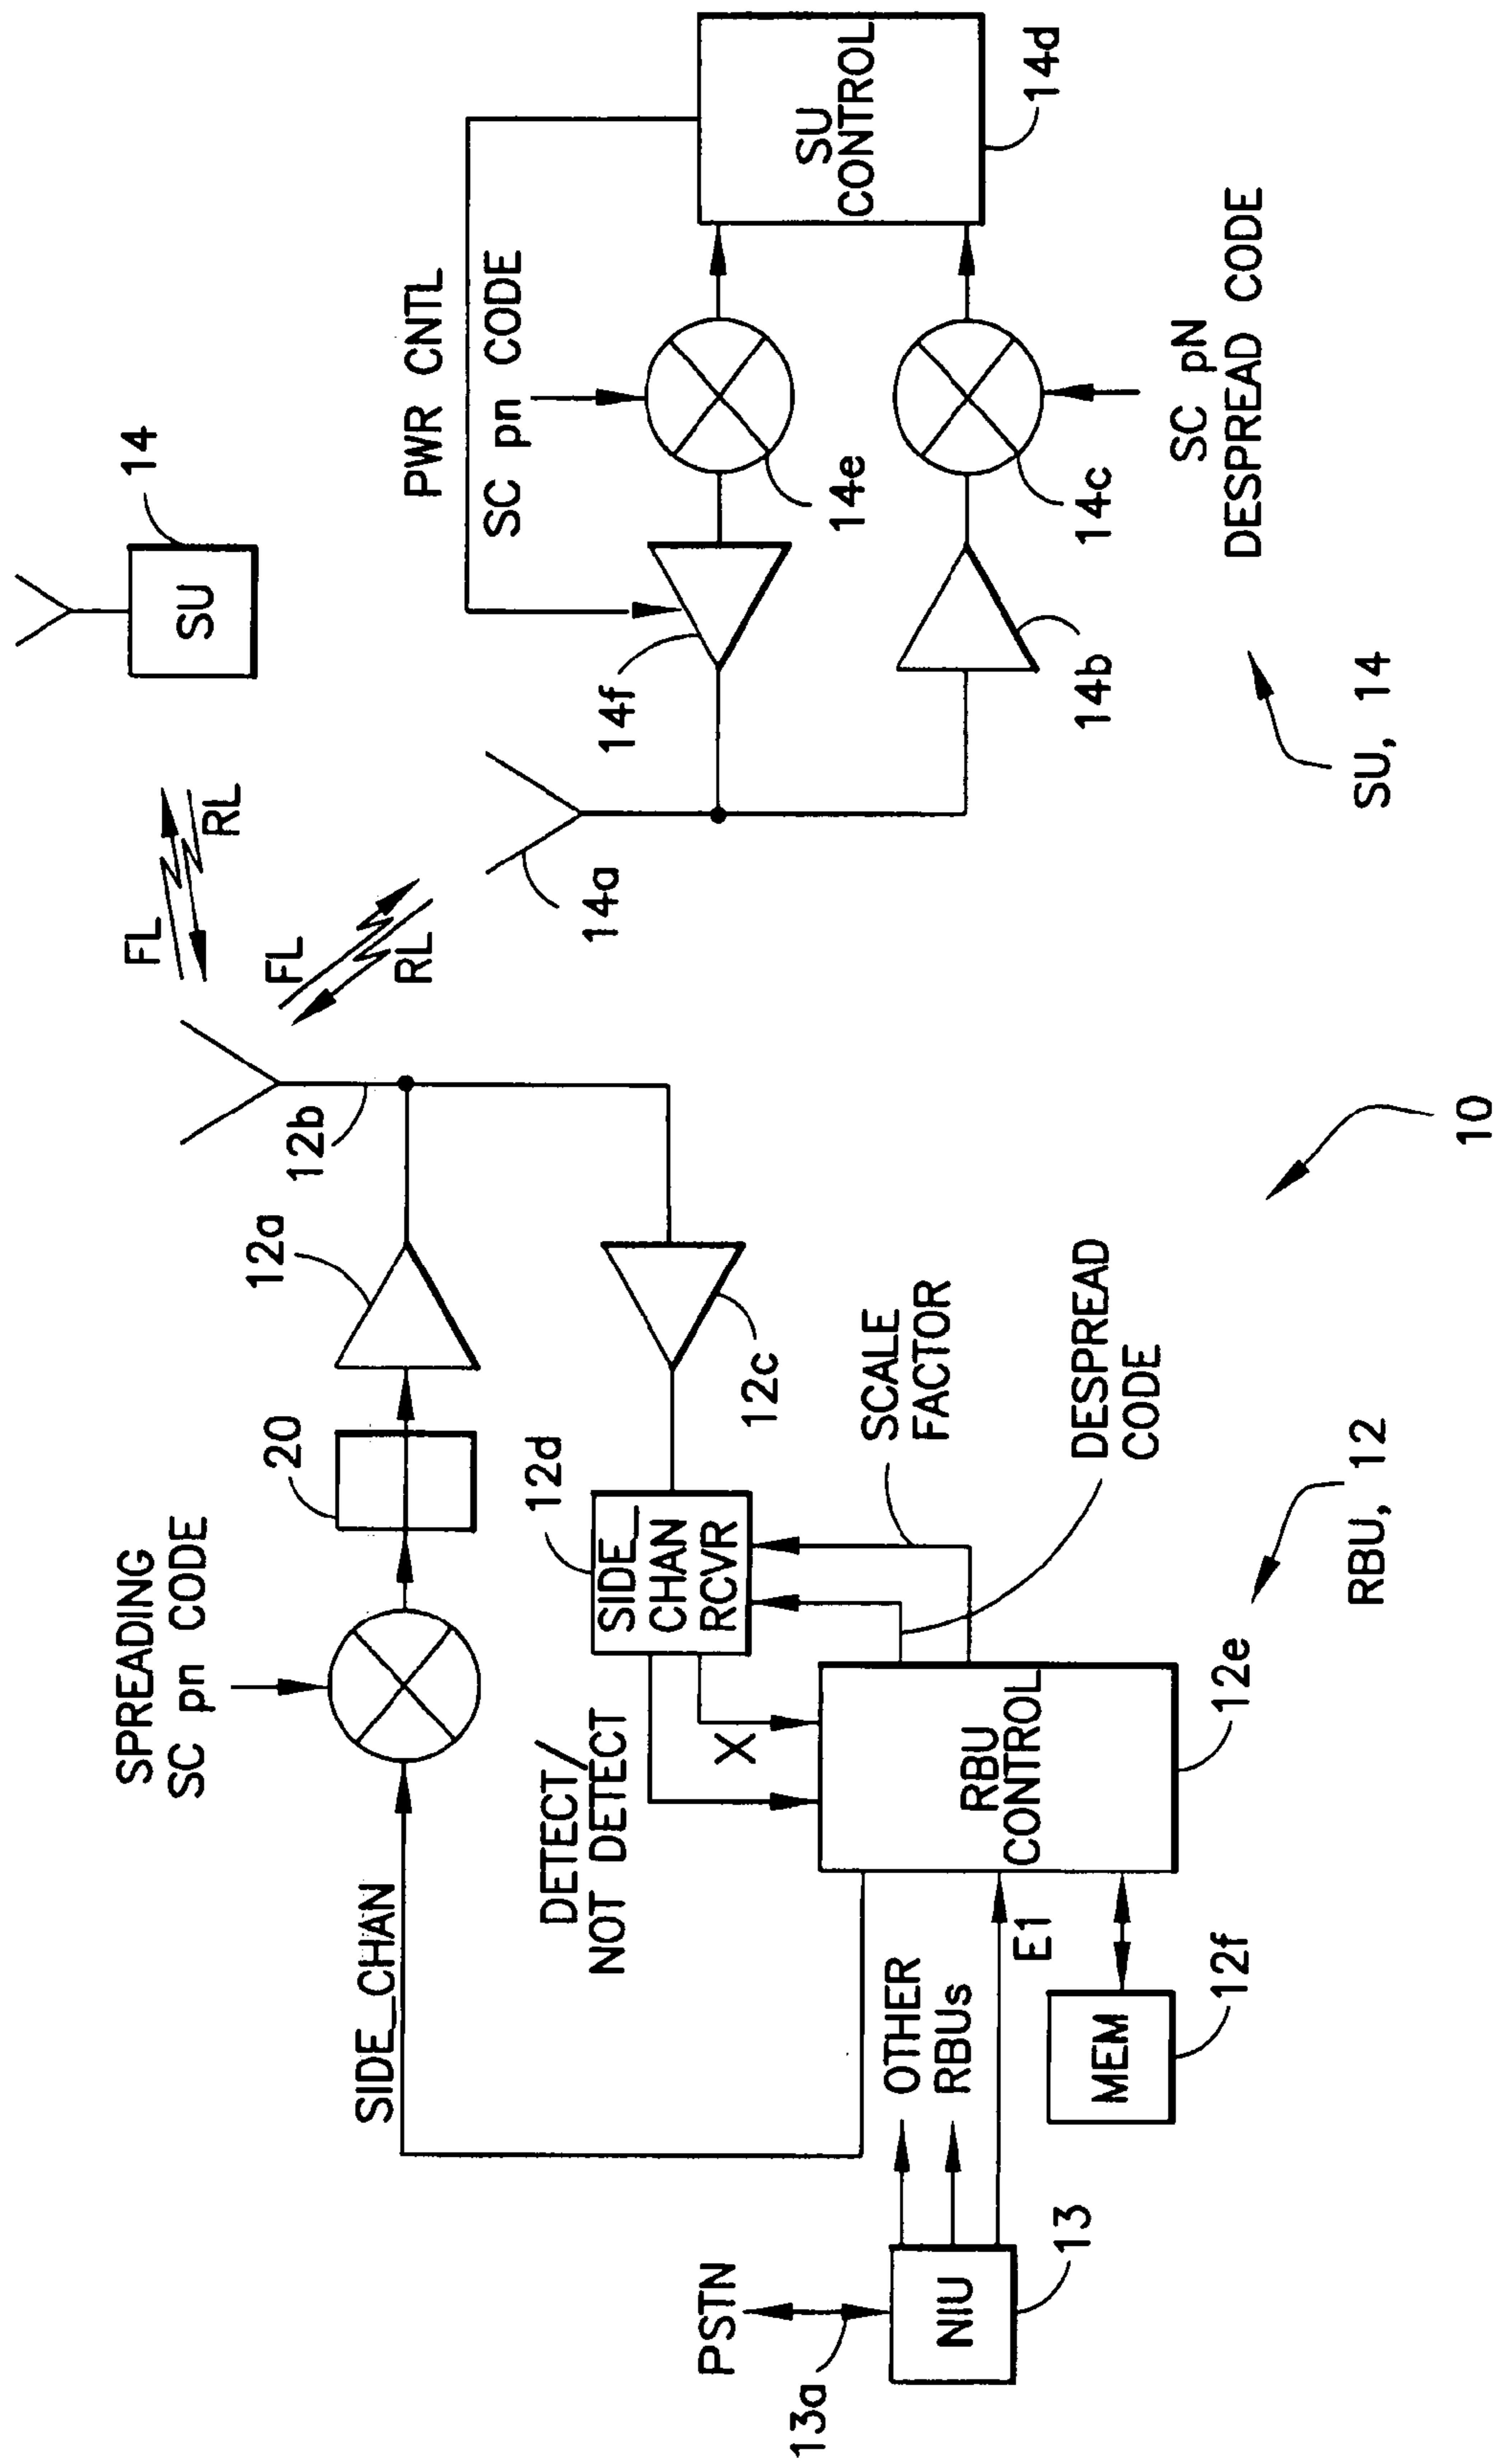 SPREADING
SC pn CODE
20
12a
12b
FL
RL
FL
RL
SU
14
SIDE_CHAN
DETECT/
NOT DETECT
X
SIDE_
CHAN
RCVR
12d
12c
SCALE
FACTOR
DESPREAD
CODE
RBU
CONTROL
12e
PSTN
13a
NIU
13
OTHER
RBUs
E1
MEM
12f
RBU, 12
10
14a
PWR CNTL
SC pn CODE
14f
14e
SU
CONTROL
14d
14b
14c
SC pN
DESPREAD CODE
SU, 14